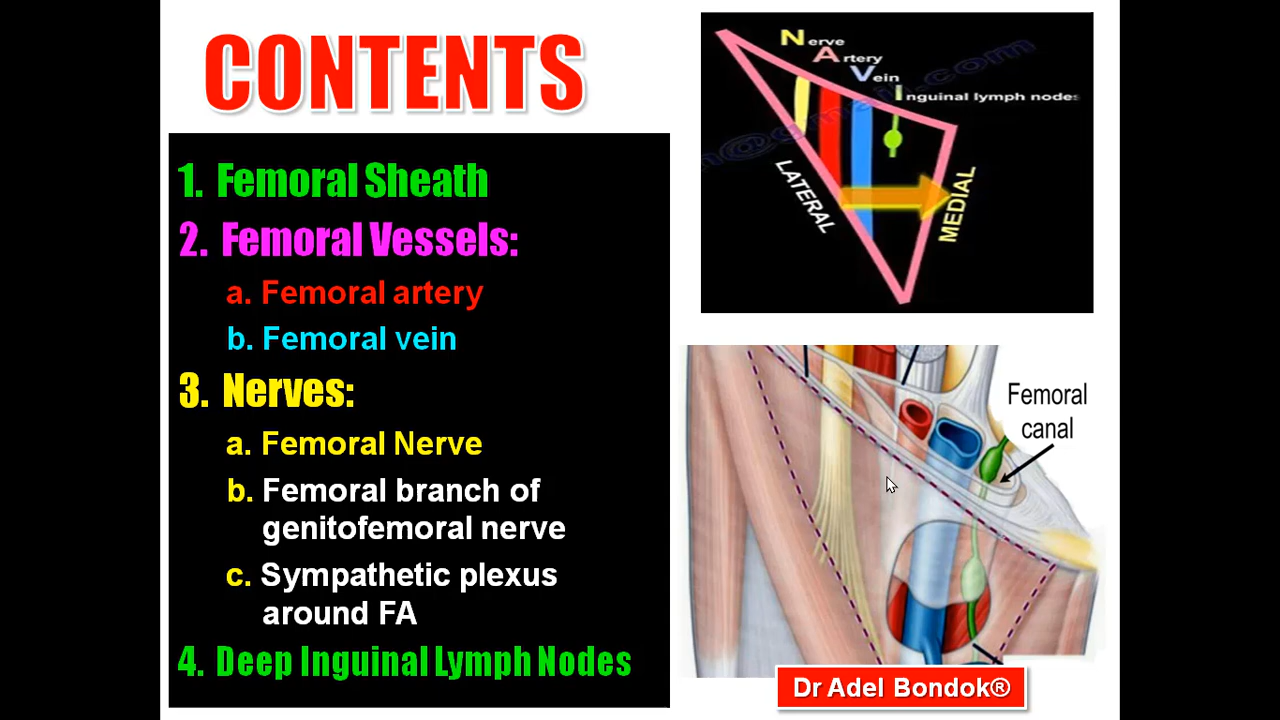 CONTENTS
1. Femoral Sheath
2. Femoral Vessels:
a. Femoral artery
b. Femoral vein
3. Nerves:
a. Femoral Nerve
b. Femoral branch of
genitofemoral nerve
c. Sympathetic plexus
around FA
4. Deep Inguinal Lymph Nodes
Nerve
Artery
Vein
Inguinal lymph nodes
LATERAL
MEDIAL
Femoral
canal
Dr Adel Bondok®